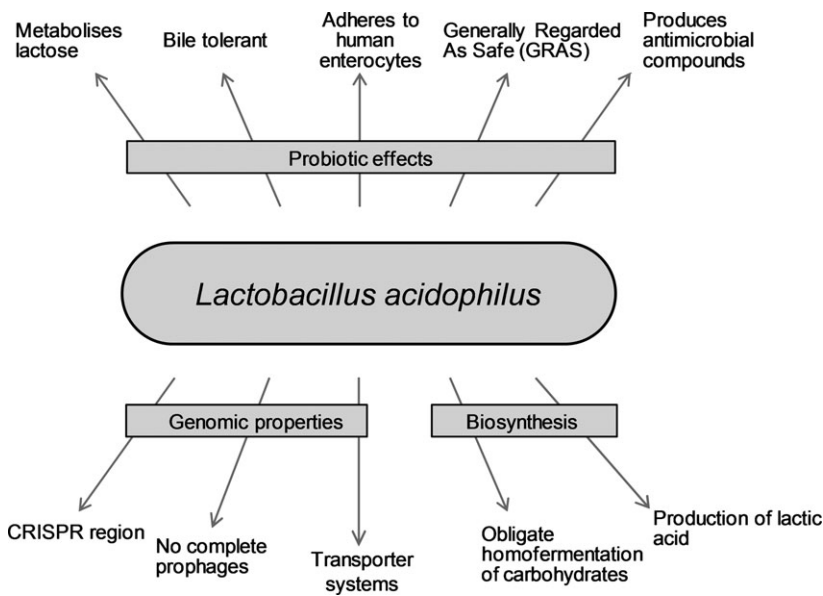 Metabolises
lactose
Bile tolerant
Adheres to
human
enterocytes
Generally Regarded
As Safe (GRAS)
Produces
antimicrobial
compounds
Probiotic effects
Lactobacillus acidophilus
Genomic properties
Biosynthesis
CRISPR region
No complete
prophages
Transporter
systems
Obligate
homofermentation
of carbohydrates
Production of lactic
acid